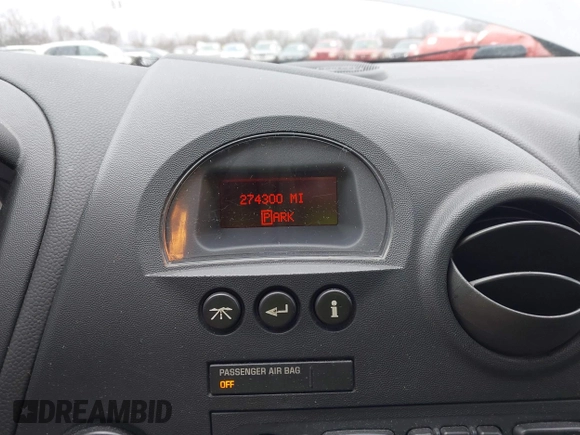 274300 MI
PARK
i
PASSENGER AIR BAG
OFF
DREAMBID